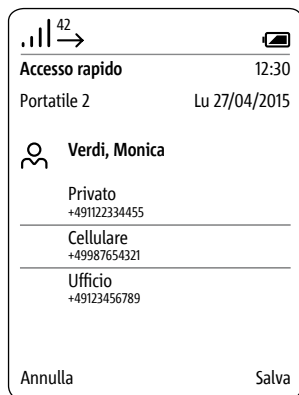 42
Accesso rapido 12:30
Portatile 2 Lu 27/04/2015
Verdi, Monica
Privato
+491122334455
Cellulare
+49987654321
Ufficio
+49123456789
Annulla Salva